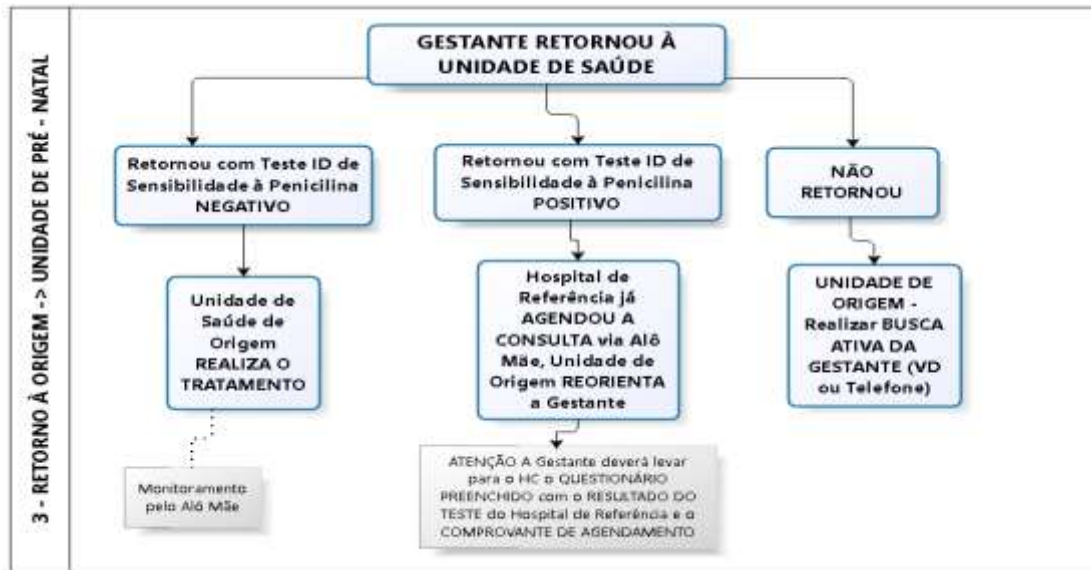 3 - RETORNO À ORIGEM -> UNIDADE DE PRÉ - NATAL
GESTANTE RETORNOU À
UNIDADE DE SAÚDE
Retornou com Teste ID de
Sensibilidade à Penicilina
NEGATIVO
Retornou com Teste ID de
Sensibilidade à Penicilina
POSITIVO
NÃO
RETORNOU
Unidade de
Saúde de
Origem
REALIZA O
TRATAMENTO
Hospital de
Referência já
AGENDOU A
CONSULTA via Alô
Mãe, Unidade de
Origem REORIENTA
a Gestante
UNIDADE DE
ORIGEM -
Realizar BUSCA
ATIVA DA
GESTANTE (VD
ou Telefone)
Monitoramento
pelo Alô Mãe
ATENÇÃO A Gestante deverá levar
para o HC o QUESTIONÁRIO
PREENCHIDO com o RESULTADO DO
TESTE do Hospital de Referência e o
COMPROVANTE DE AGENDAMENTO